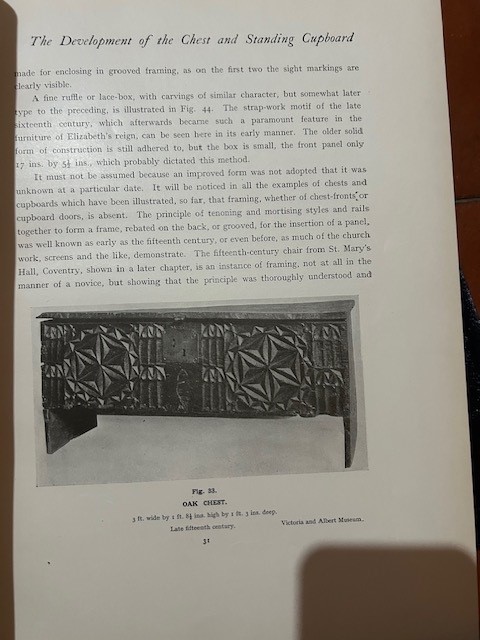 The Development of the Chest and Standing Cupboard
made for enclosing in grooved framing, as on the first two the sight markings are
clearly visible.
A fine ruffle or lace-box, with carvings of similar character, but somewhat later
type to the preceding, is illustrated in Fig. 44. The strap-work motif of the late
sixteenth century, which afterwards became such a paramount feature in the
furniture of Elizabeth's reign, can be seen here in its early manner. The older solid
form of construction is still adhered to, but the box is small, the front panel only
17 ins. by 5½ ins., which probably dictated this method.
It must not be assumed because an improved form was not adopted that it was
unknown at a particular date. It will be noticed in all the examples of chests and
cupboards which have been illustrated, so far, that framing, whether of chest-fronts or
cupboard doors, is absent. The principle of tenoning and mortising styles and rails
together to form a frame, rebated on the back, or grooved, for the insertion of a panel,
was well known as early as the fifteenth century, or even before, as much of the church
work, screens and the like, demonstrate. The fifteenth-century chair from St. Mary's
Hall, Coventry, shown in a later chapter, is an instance of framing, not at all in the
manner of a novice, but showing that the principle was thoroughly understood and
Fig. 33.
OAK CHEST.
3 ft. wide by 1 ft. 8½ ins. high by 1 ft. 3 ins. deep.
Late fifteenth century.
Victoria and Albert Museum.
31